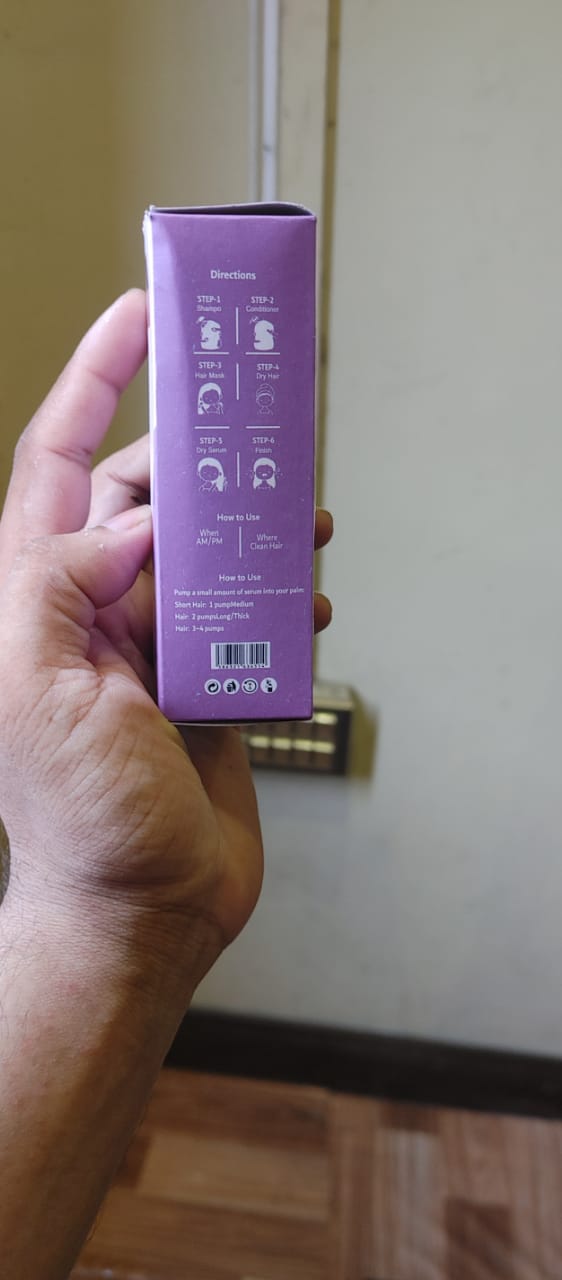 Directions
STEP-1
Shampo
STEP-2
Conditioner
STEP-3
Hair Mask
STEP-4
Dry Hair
STEP-5
Dry Serum
STEP-6
Finish
How to Use
When
AM/PM
Where
Clean Hair
How to Use
Pump a small amount of serum into your palm:
Short Hair: 1 pumpMedium
Hair: 2 pumpsLong/Thick
Hair: 3-4 pumps